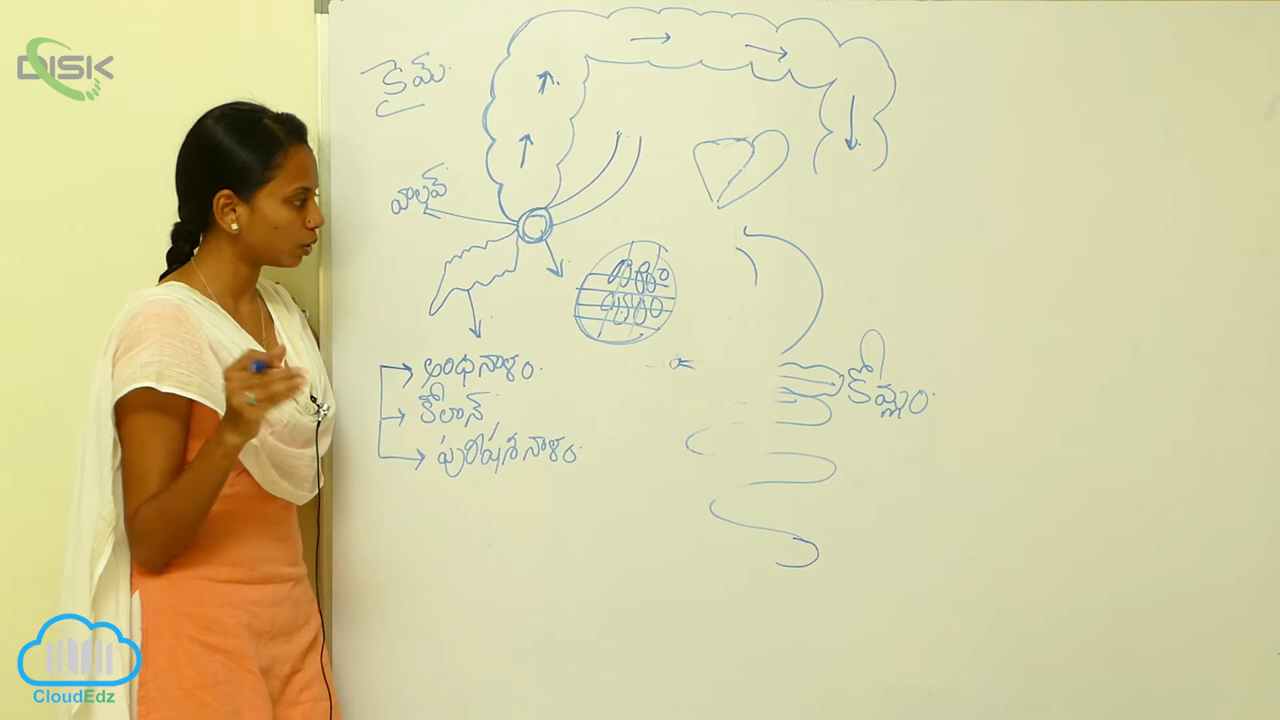 DISK
కైమ్
వాల్వ్
అంధనాళం
కోలాన్
పురీషనాళం
క్లోమం
CloudEdz